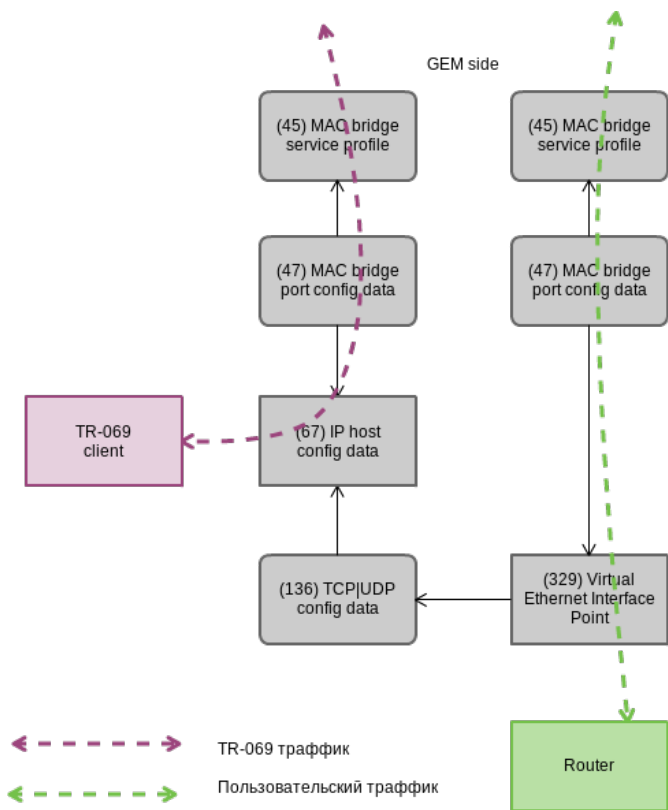 GEM side
(45) MAC bridge
service profile
(45) MAC bridge
service profile
(47) MAC bridge
port config data
(47) MAC bridge
port config data
TR-069
client
(67) IP host
config data
(136) TCP|UDP
config data
(329) Virtual
Ethernet Interface
Point
TR-069 траффик
Пользовательский траффик
Router